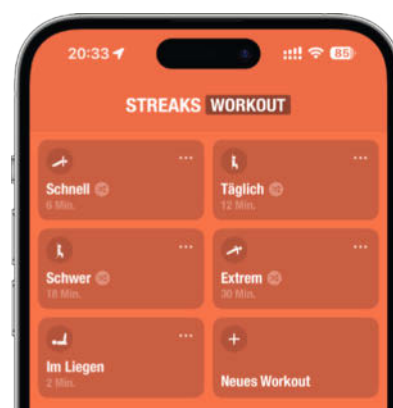 20:33
85
STREAKS WORKOUT
Schnell
6 Min.
Täglich
12 Min.
Schwer
18 Min.
Extrem
30 Min.
Im Liegen
2 Min.
Neues Workout